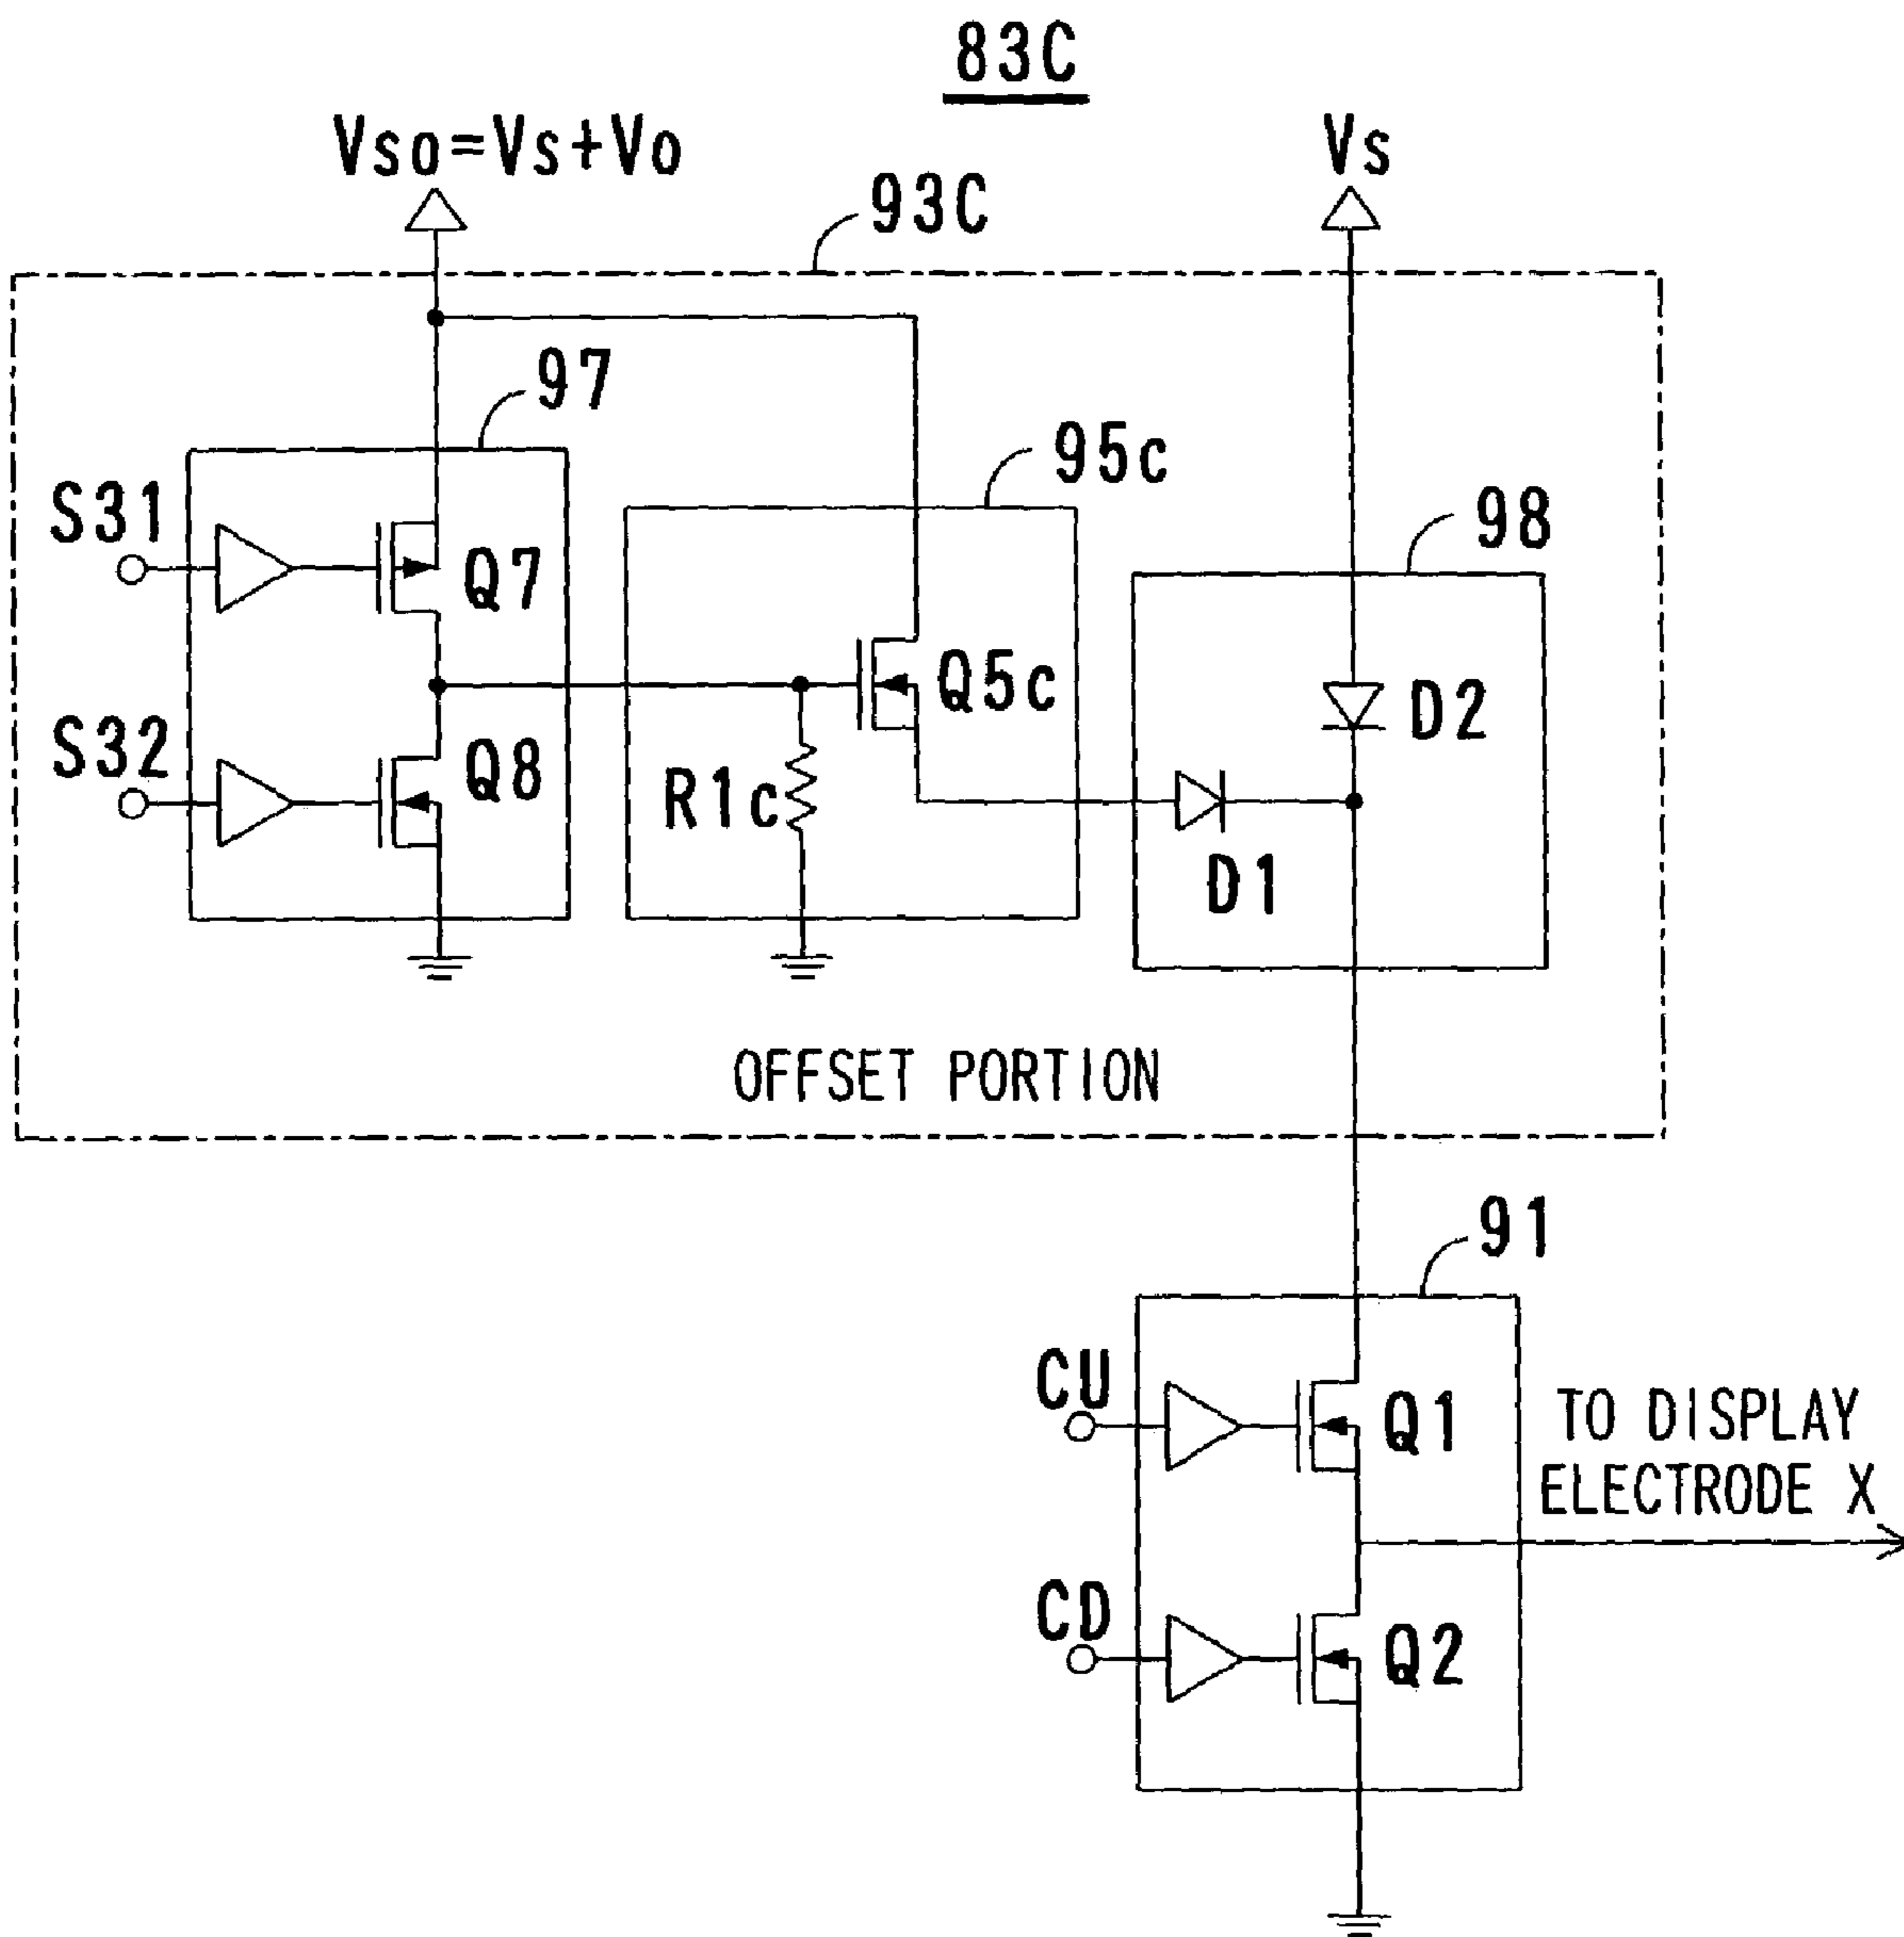 83C
Vso=Vs+Vo
Vs
93C
97
95c
98
S31
Q7
Q5c
D2
S32
Q8
R1c
D1
OFFSET PORTION
91
CU
Q1
TO DISPLAY
ELECTRODE X
CD
Q2